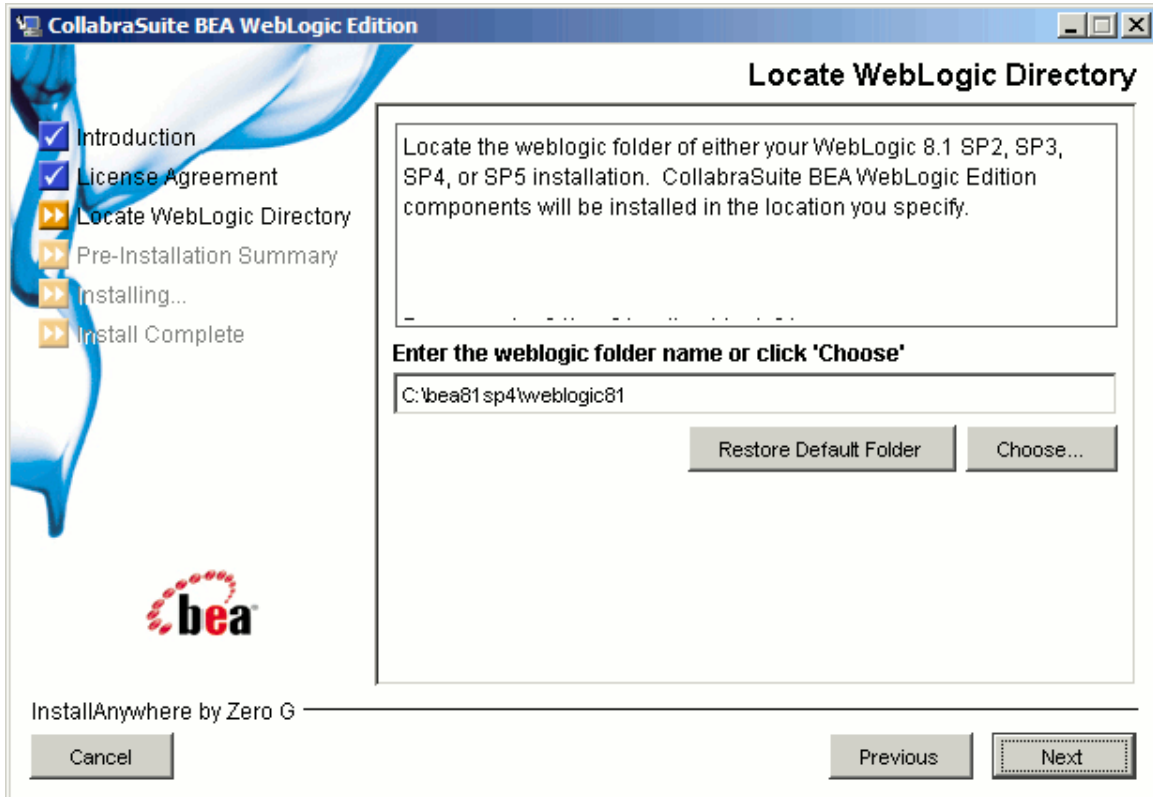 CollabraSuite BEA WebLogic Edition
Locate WebLogic Directory
Introduction
License Agreement
Locate WebLogic Directory
Pre-Installation Summary
Installing...
Install Complete
Locate the weblogic folder of either your WebLogic 8.1 SP2, SP3,
SP4, or SP5 installation. CollabraSuite BEA WebLogic Edition
components will be installed in the location you specify.
Enter the weblogic folder name or click 'Choose'
C:\bea81sp4\weblogic81
Restore Default Folder
Choose...
bea
InstallAnywhere by Zero G
Cancel
Previous
Next